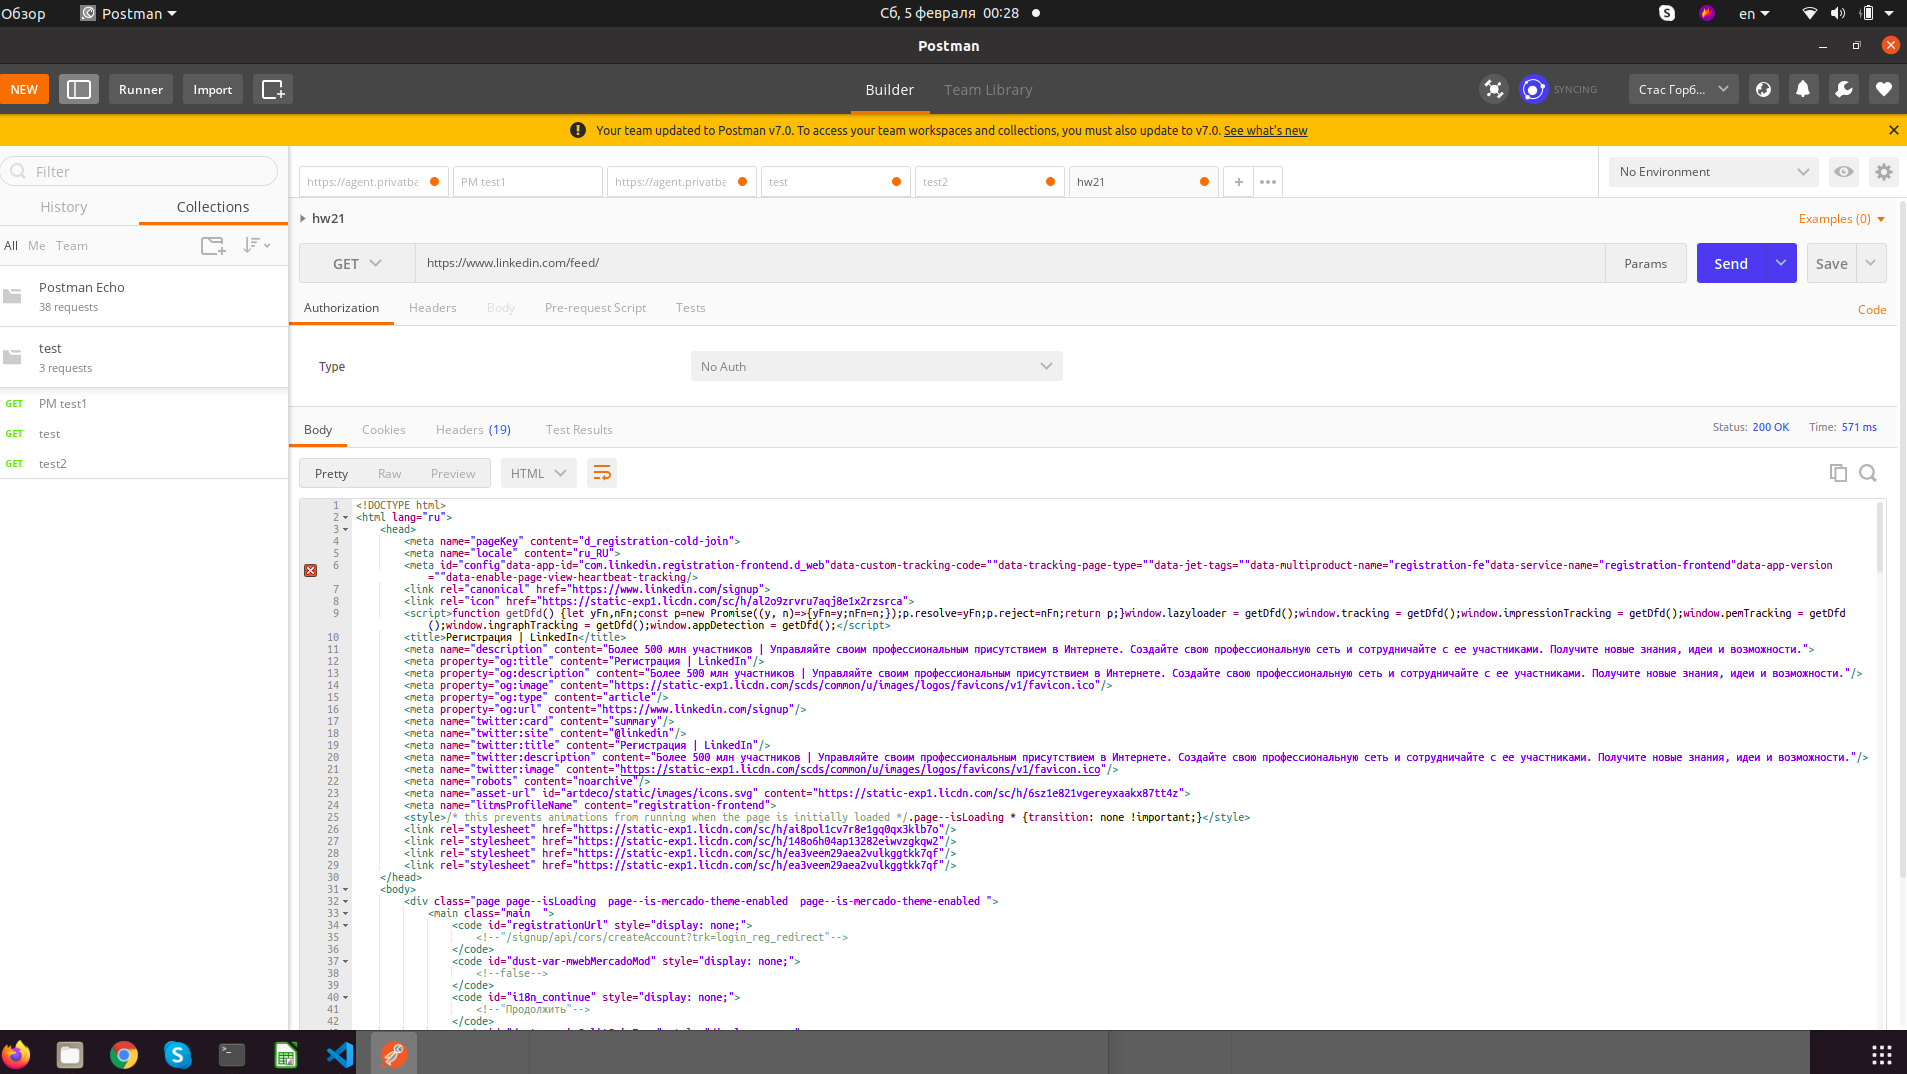 Обзор
Postman
Сб, 5 февраля 00:28
en
Postman
NEW
Runner
Import
Builder
Team Library
SYNCING
Стас Горб...
Your team updated to Postman v7.0. To access your team workspaces and collections, you must also update to v7.0. See what's new
Filter
History
Collections
All Me Team
Postman Echo
38 requests
test
3 requests
GET PM test1
GET test
GET test2
https://agent.privatba
PM test1
https://agent.privatba
test
test2
hw21
No Environment
hw21
Examples (0)
GET
https://www.linkedin.com/feed/
Params
Send
Save
Authorization
Headers
Body
Pre-request Script
Tests
Code
Type
No Auth
Body
Cookies
Headers (19)
Test Results
Status: 200 OK
Time: 571 ms
Pretty
Raw
Preview
HTML
1 <!DOCTYPE html>
2 <html lang="ru">
3 <head>
4 <meta name="pageKey" content="d_registration-cold-join">
5 <meta name="locale" content="ru_RU">
6 <meta id="config"data-app-id="com.linkedin.registration-frontend.d_web"data-custom-tracking-code=""data-tracking-page-type=""data-jet-tags=""data-multiproduct-name="registration-fe"data-service-name="registration-frontend"data-app-version
=""data-enable-page-view-heartbeat-tracking/>
7 <link rel="canonical" href="https://www.linkedin.com/signup">
8 <link rel="icon" href="https://static-exp1.licdn.com/sc/h/al2o9zrvru7aqj8e1x2rzsrca">
9 <script>function getDfd() {let yFn,nFn;const p=new Promise((y, n)=>{yFn=y;nFn=n;});p.resolve=yFn;p.reject=nFn;return p;}window.lazyloader = getDfd();window.tracking = getDfd();window.impressionTracking = getDfd();window.pemTracking = getDfd
();window.ingraphTracking = getDfd();window.appDetection = getDfd();</script>
10 <title>Регистрация | LinkedIn</title>
11 <meta name="description" content="Более 500 млн участников | Управляйте своим профессиональным присутствием в Интернете. Создайте свою профессиональную сеть и сотрудничайте с ее участниками. Получите новые знания, идеи и возможности.">
12 <meta property="og:title" content="Регистрация | LinkedIn"/>
13 <meta property="og:description" content="Более 500 млн участников | Управляйте своим профессиональным присутствием в Интернете. Создайте свою профессиональную сеть и сотрудничайте с ее участниками. Получите новые знания, идеи и возможности."/>
14 <meta property="og:image" content="https://static-exp1.licdn.com/scds/common/u/images/logos/favicons/v1/favicon.ico"/>
15 <meta property="og:type" content="article"/>
16 <meta property="og:url" content="https://www.linkedin.com/signup"/>
17 <meta name="twitter:card" content="summary"/>
18 <meta name="twitter:site" content="@linkedin"/>
19 <meta name="twitter:title" content="Регистрация | LinkedIn"/>
20 <meta name="twitter:description" content="Более 500 млн участников | Управляйте своим профессиональным присутствием в Интернете. Создайте свою профессиональную сеть и сотрудничайте с ее участниками. Получите новые знания, идеи и возможности."/>
21 <meta name="twitter:image" content="https://static-exp1.licdn.com/scds/common/u/images/logos/favicons/v1/favicon.ico"/>
22 <meta name="robots" content="noarchive"/>
23 <meta name="asset-url" id="artdeco/static/images/icons.svg" content="https://static-exp1.licdn.com/sc/h/6sz1e821vgereyxaakx87tt4z">
24 <meta name="litmsProfileName" content="registration-frontend">
25 <style>/* this prevents animations from running when the page is initially loaded */.page--isLoading * {transition: none !important;}</style>
26 <link rel="stylesheet" href="https://static-exp1.licdn.com/sc/h/ai8pol1cv7r8e1gq0qx3klb7o"/>
27 <link rel="stylesheet" href="https://static-exp1.licdn.com/sc/h/148o6h04ap13282eiwvzgkqw2"/>
28 <link rel="stylesheet" href="https://static-exp1.licdn.com/sc/h/ea3veem29aea2vulkggtkk7qf"/>
29 <link rel="stylesheet" href="https://static-exp1.licdn.com/sc/h/ea3veem29aea2vulkggtkk7qf"/>
30 </head>
31 <body>
32 <div class="page page--isLoading  page--is-mercado-theme-enabled  page--is-mercado-theme-enabled ">
33 <main class="main  ">
34 <code id="registrationUrl" style="display: none;">
35 <!--"/signup/api/cors/createAccount?trk=login_reg_redirect"-->
36 </code>
37 <code id="dust-var-mwebMercadoMod" style="display: none;">
38 <!--false-->
39 </code>
40 <code id="i18n_continue" style="display: none;">
41 <!--"Продолжить"-->
42 </code>